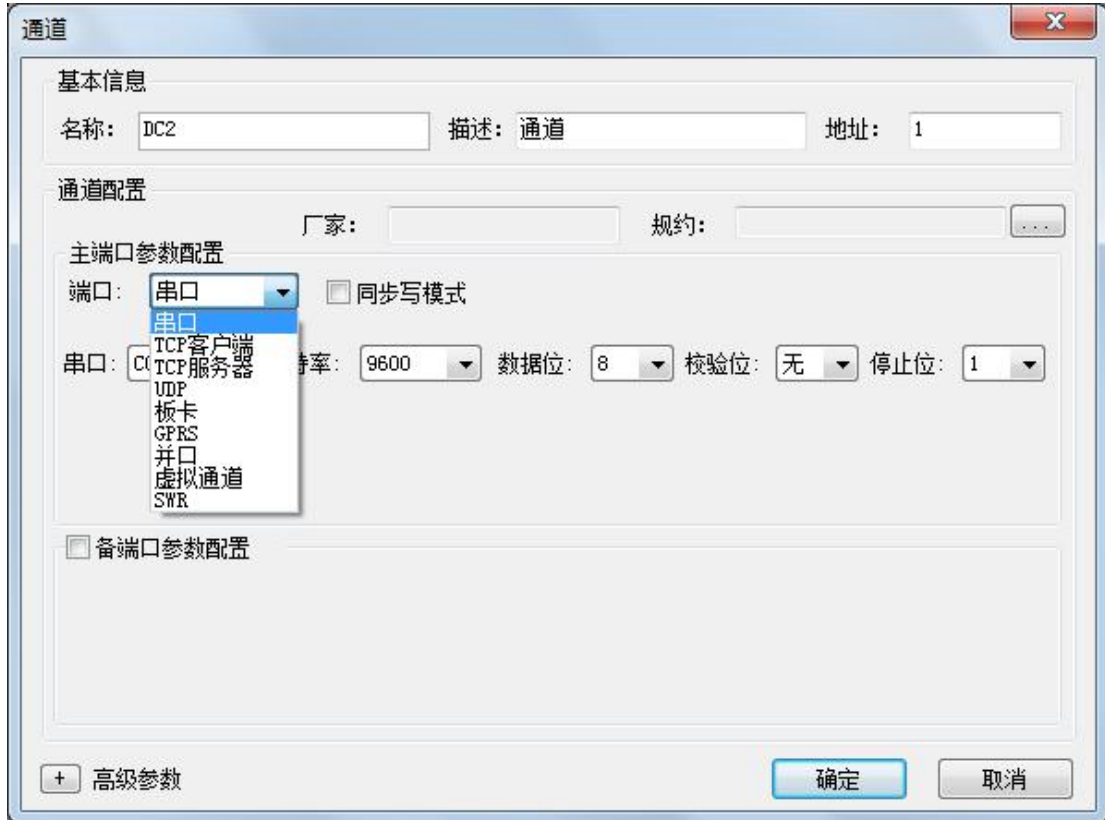 通道
基本信息
名称: DC2 描述: 通道 地址: 1
通道配置
厂家: 规约: ...
主端口参数配置
端口: 串口 同步写模式
串口
TCP客户端
TCP服务器
UDP
板卡
GPRS
并口
虚拟通道
SWR
串口: 率: 9600 数据位: 8 校验位: 无 停止位: 1
备端口参数配置
+ 高级参数 确定 取消